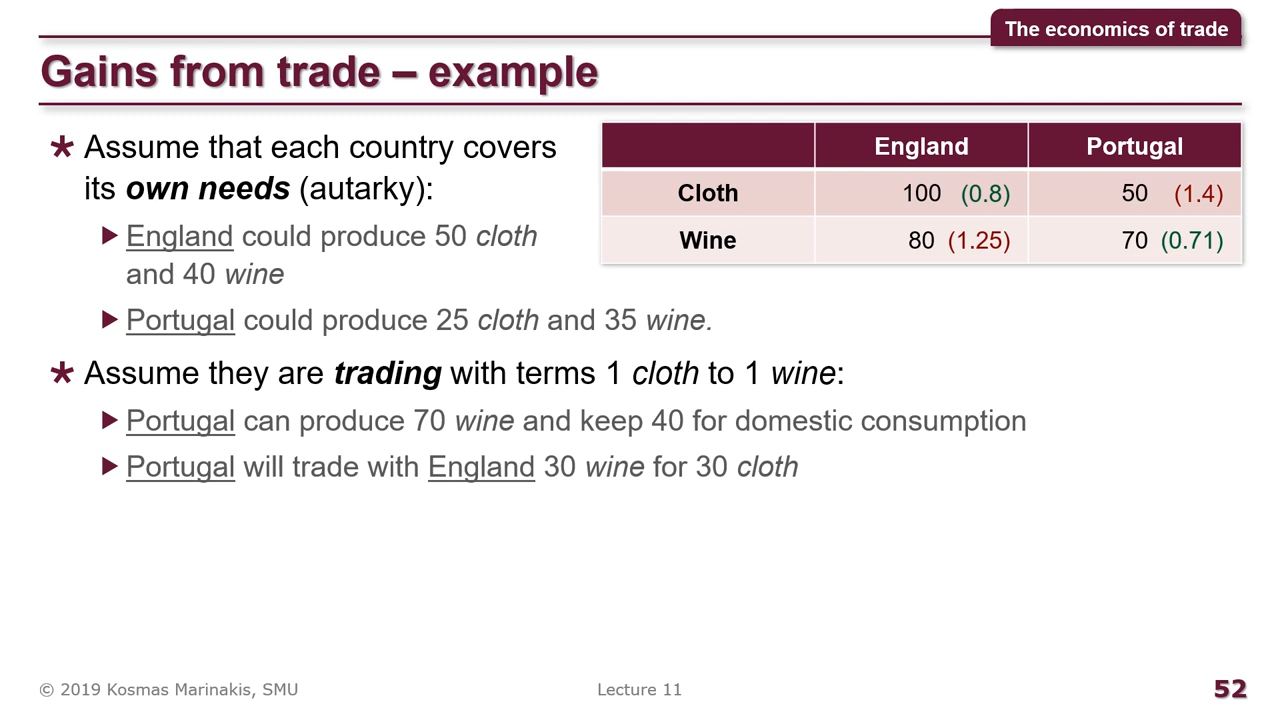 The economics of trade
Gains from trade – example
* Assume that each country covers
its own needs (autarky):
England could produce 50 cloth
and 40 wine
Portugal could produce 25 cloth and 35 wine.
England Portugal
Cloth 100 (0.8) 50 (1.4)
Wine 80 (1.25) 70 (0.71)
* Assume they are trading with terms 1 cloth to 1 wine:
Portugal can produce 70 wine and keep 40 for domestic consumption
Portugal will trade with England 30 wine for 30 cloth
© 2019 Kosmas Marinakis, SMU
Lecture 11
52